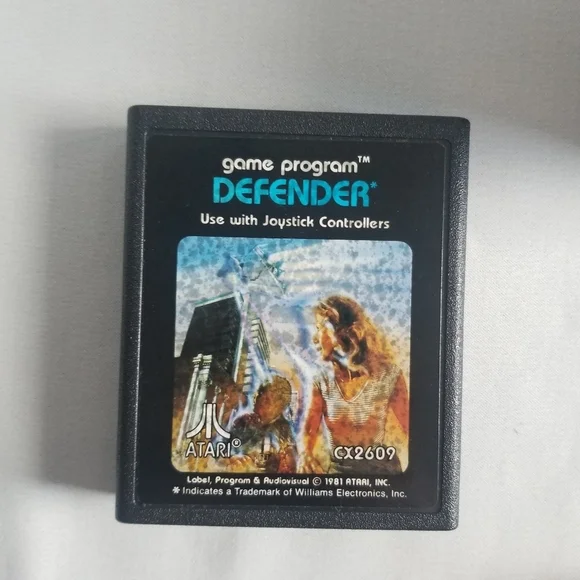 game program™
DEFENDER*
Use with Joystick Controllers
ATARI®
CX2609
Label, Program & Audiovisual © 1981 ATARI, INC.
* Indicates a Trademark of Williams Electronics, Inc.